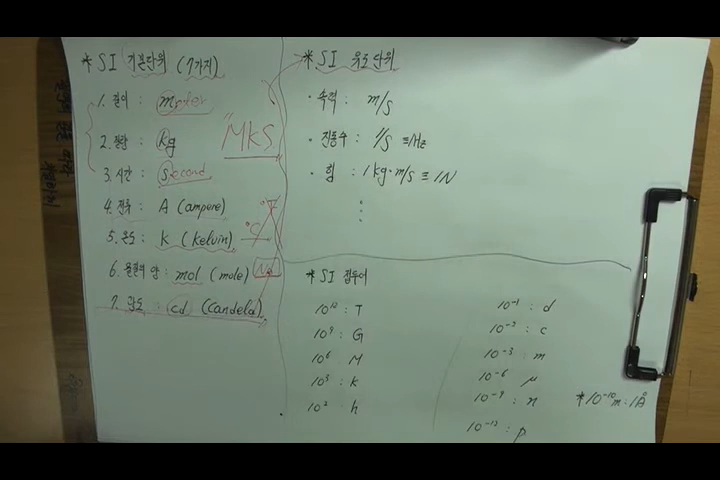 * SI 기본단위 (7가지)
1. 길이 : meter
2. 질량 : kg
3. 시간 : second
"MKS"
4. 전류 : A (ampere)
5. 온도 : K (kelvin)
6. 물질의 양 : mol (mole)
7. 광도 : cd (candela)
* SI 유도단위
· 속력 : m/s
· 진동수 : 1/s ≡ 1Hz
· 힘 : 1kg·m/s ≡ 1N
* SI 접두어
10¹² : T
10⁹ : G
10⁶ : M
10³ : k
10² : h
10⁻¹ : d
10⁻² : c
10⁻³ : m
10⁻⁶ : μ
10⁻⁹ : n
10⁻¹² : p
* 10⁻¹⁰m : 1Å